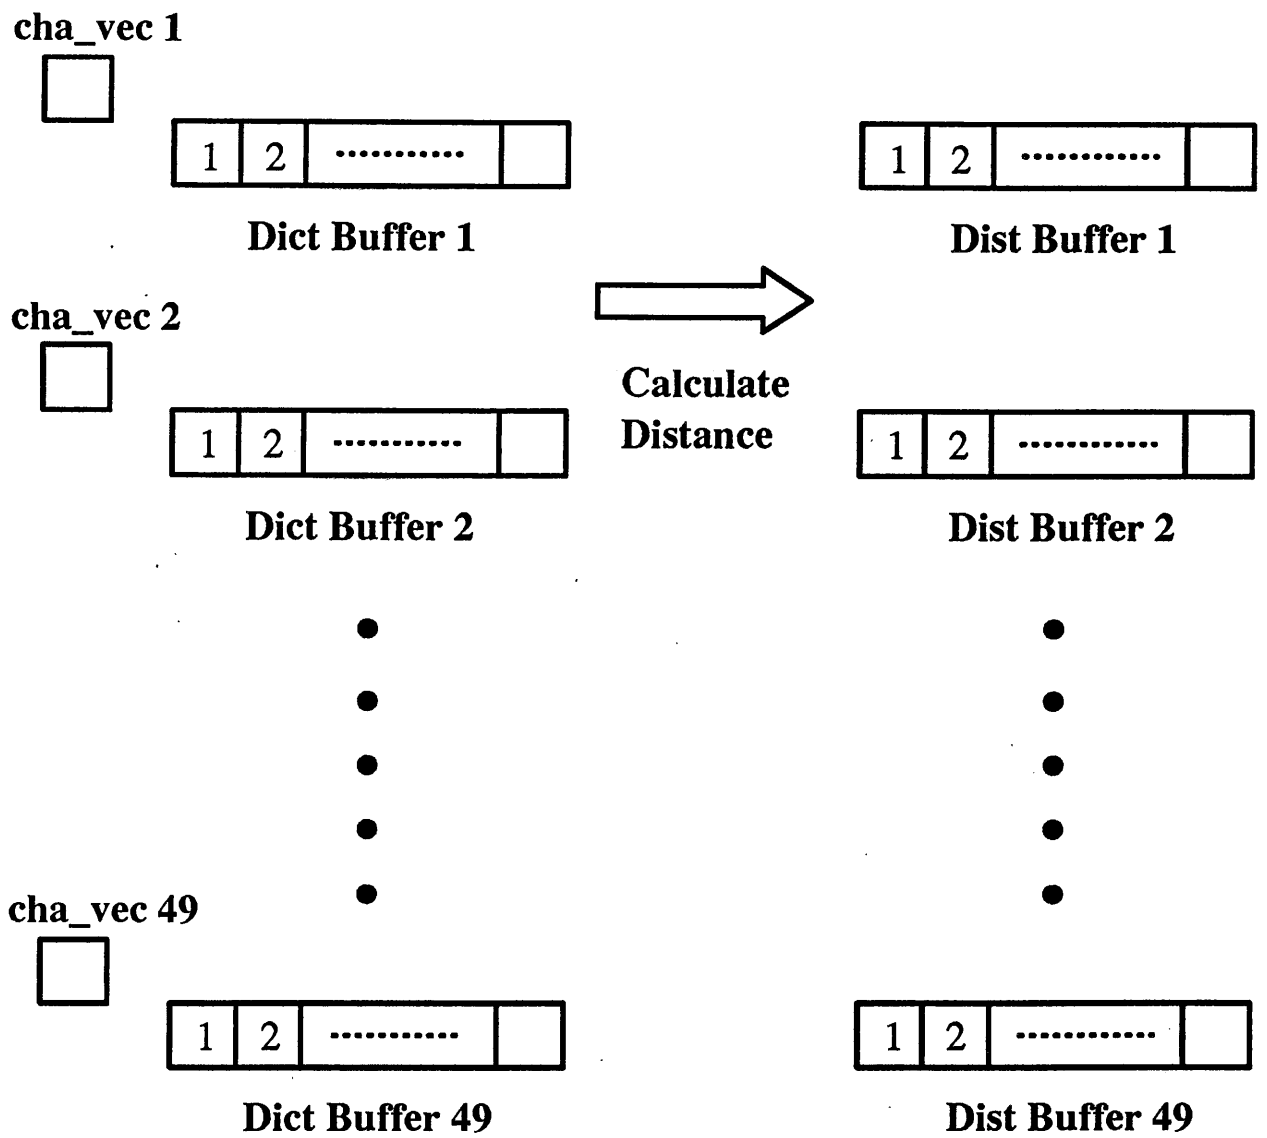 cha_vec 1
1 2 ........... 1 2 ............
Dict Buffer 1 Dist Buffer 1
cha_vec 2
Calculate
Distance
1 2 ........... 1 2 ............
Dict Buffer 2 Dist Buffer 2
cha_vec 49
1 2 ........... 1 2 ............
Dict Buffer 49 Dist Buffer 49